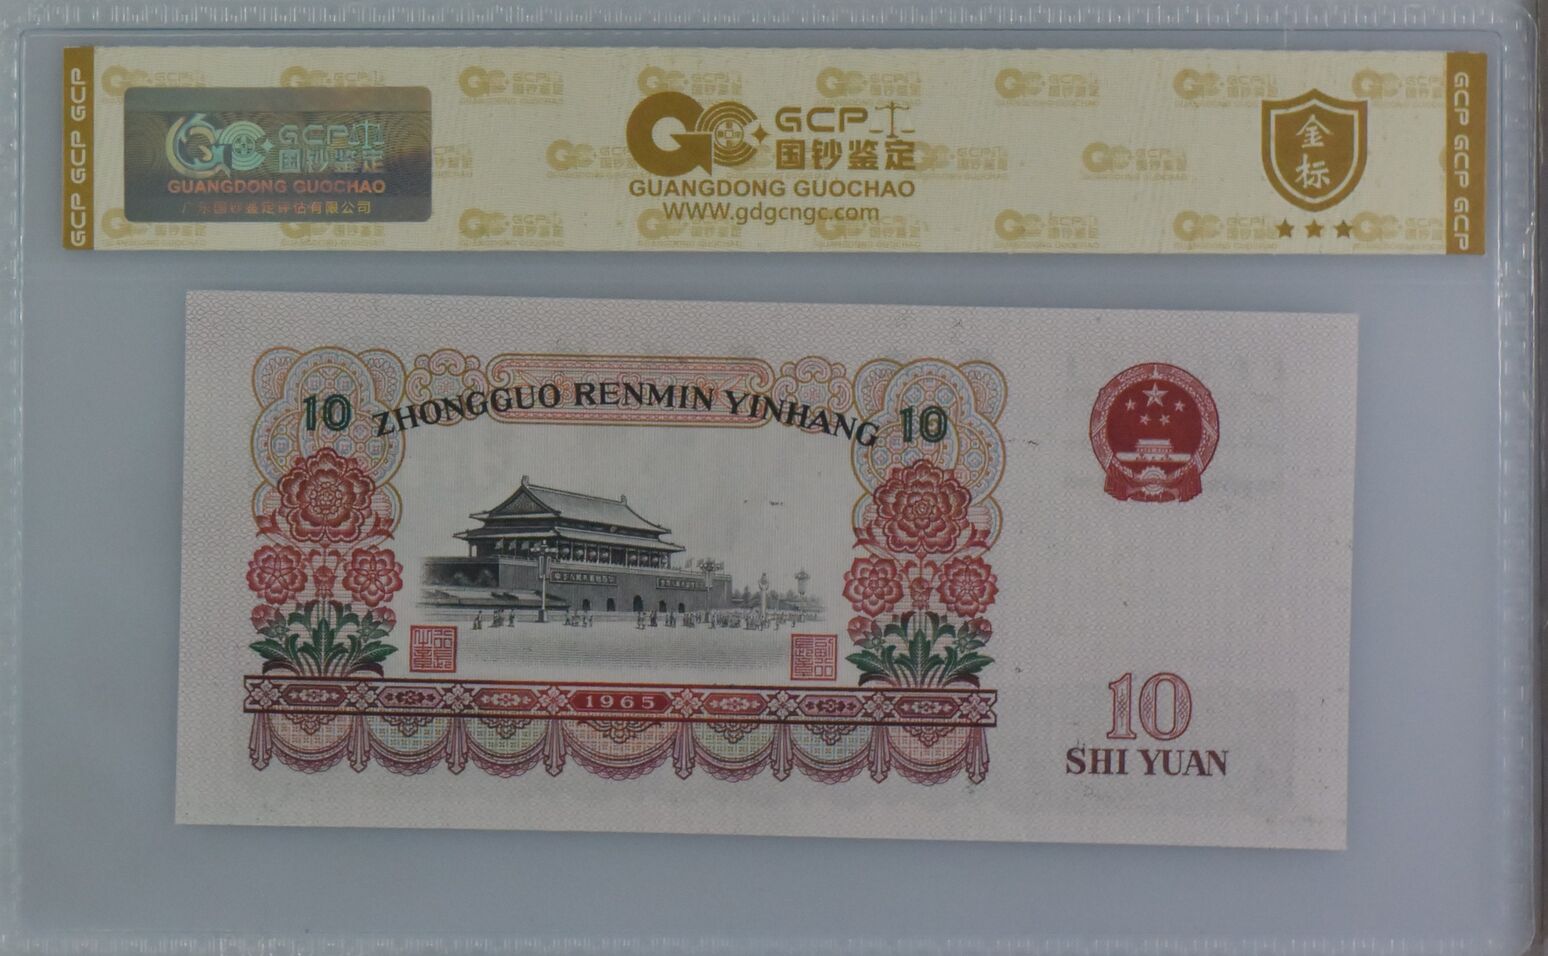 GCP GCP GCP
GCP
国钞鉴定
GUANGDONG GUOCHAO
广东国钞鉴定评估有限公司
GCP
国钞鉴定
GUANGDONG GUOCHAO
WWW.gdgcngc.com
金标
GCP GCP GCP
ZHONGGUO RENMIN YINHANG
10
10
1965
10
SHI YUAN